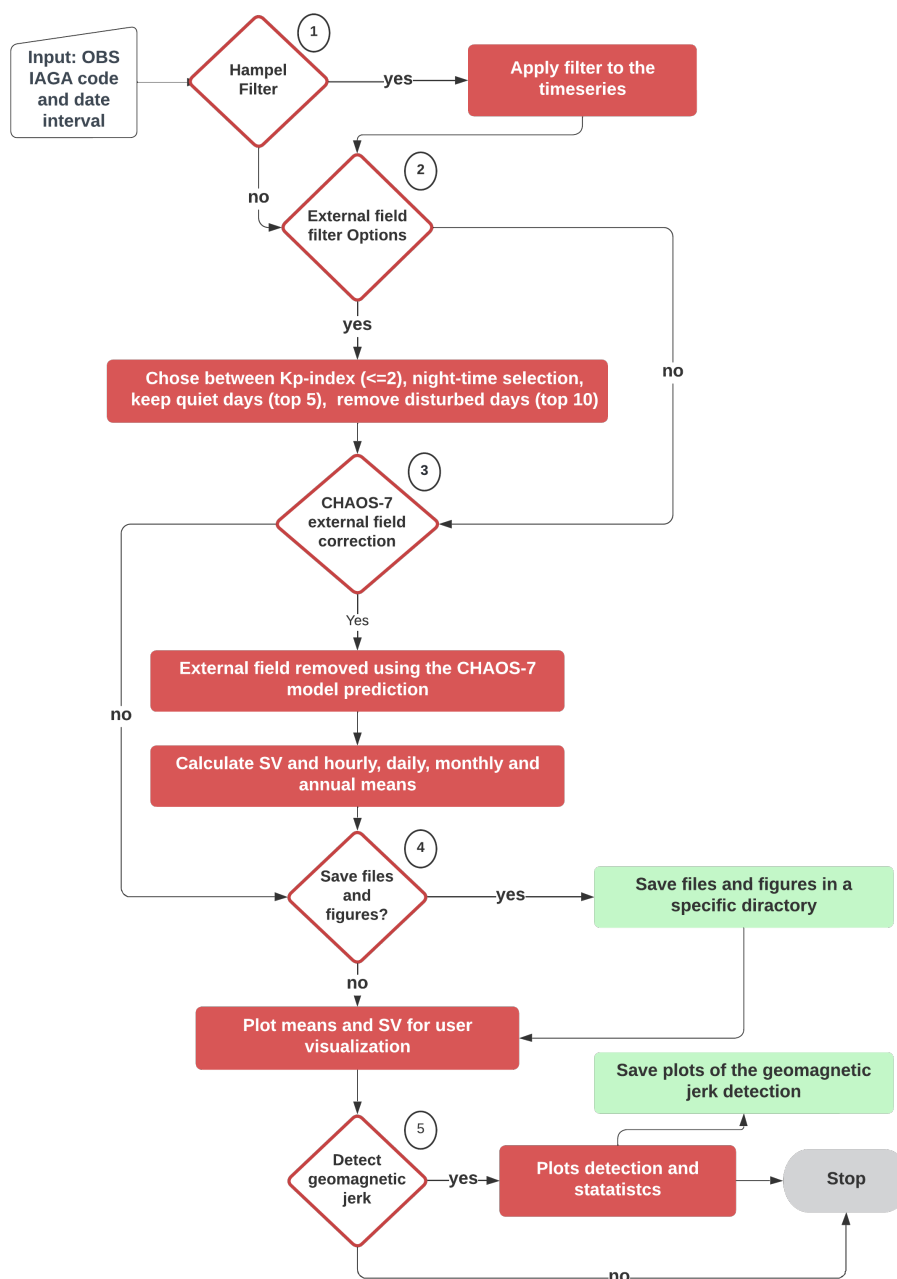 1
Input: OBS
IAGA code
and date
interval
Hampel
Filter
yes
Apply filter to the
timeseries
no
2
External field
filter Options
yes
no
Chose between Kp-index (<=2), night-time selection,
keep quiet days (top 5),  remove disturbed days (top 10)
3
CHAOS-7
external field
correction
Yes
External field removed using the CHAOS-7
model prediction
no
Calculate SV and hourly, daily, monthly and
annual means
4
Save files
and
figures?
yes
Save files and figures in a
specific diractory
no
Plot means and SV for user
visualization
Save plots of the geomagnetic
jerk detection
5
Detect
geomagnetic
jerk
yes
Plots detection and
statatistcs
Stop
no